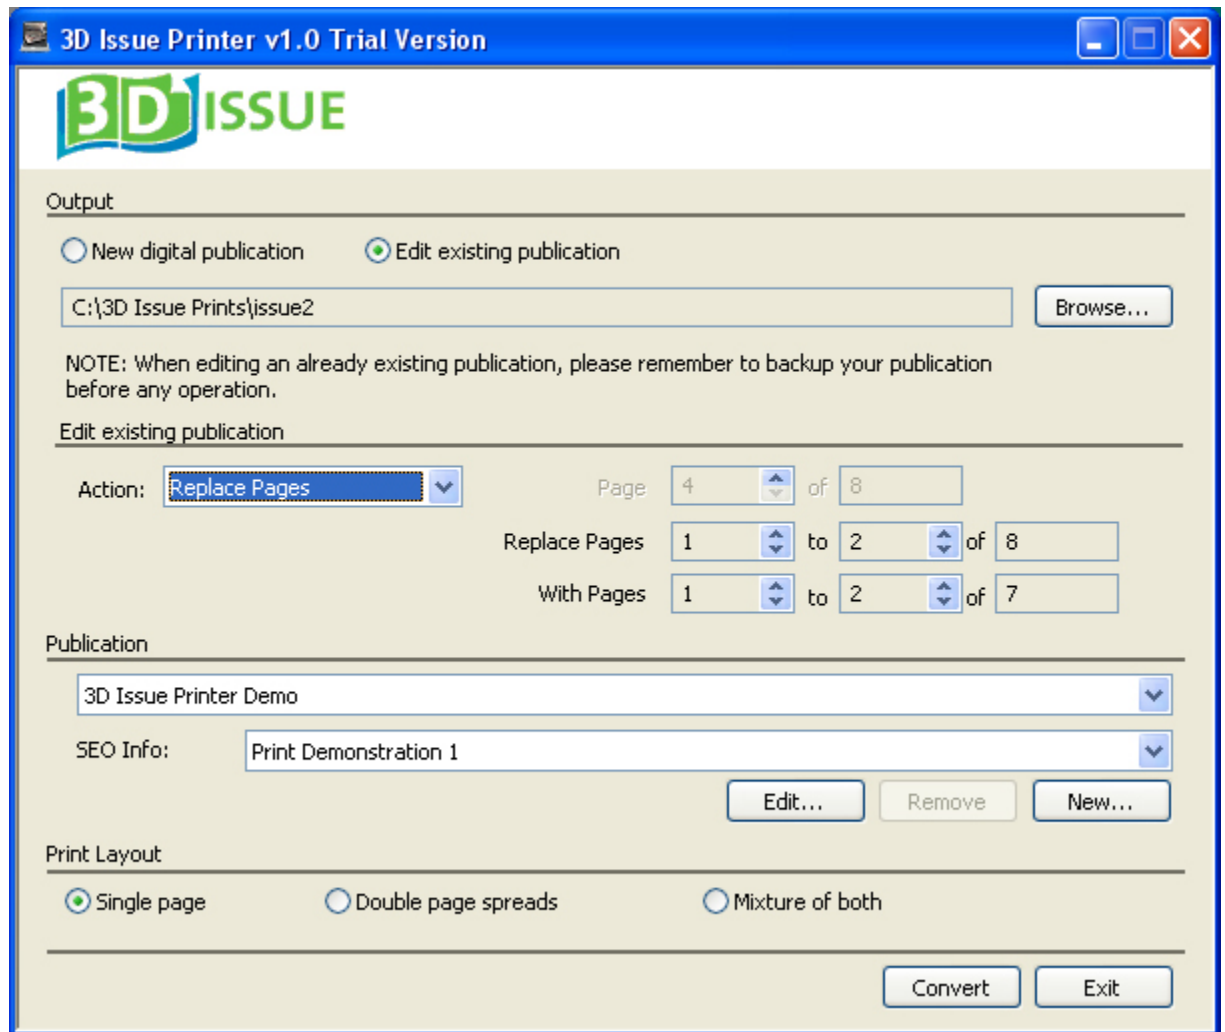 3D Issue Printer v1.0 Trial Version
3D ISSUE
Output
New digital publication Edit existing publication
C:\3D Issue Prints\issue2 Browse...
NOTE: When editing an already existing publication, please remember to backup your publication
before any operation.
Edit existing publication
Action: Replace Pages Page 4 of 8
Replace Pages 1 to 2 of 8
With Pages 1 to 2 of 7
Publication
3D Issue Printer Demo
SEO Info: Print Demonstration 1
Edit... Remove New...
Print Layout
Single page Double page spreads Mixture of both
Convert Exit